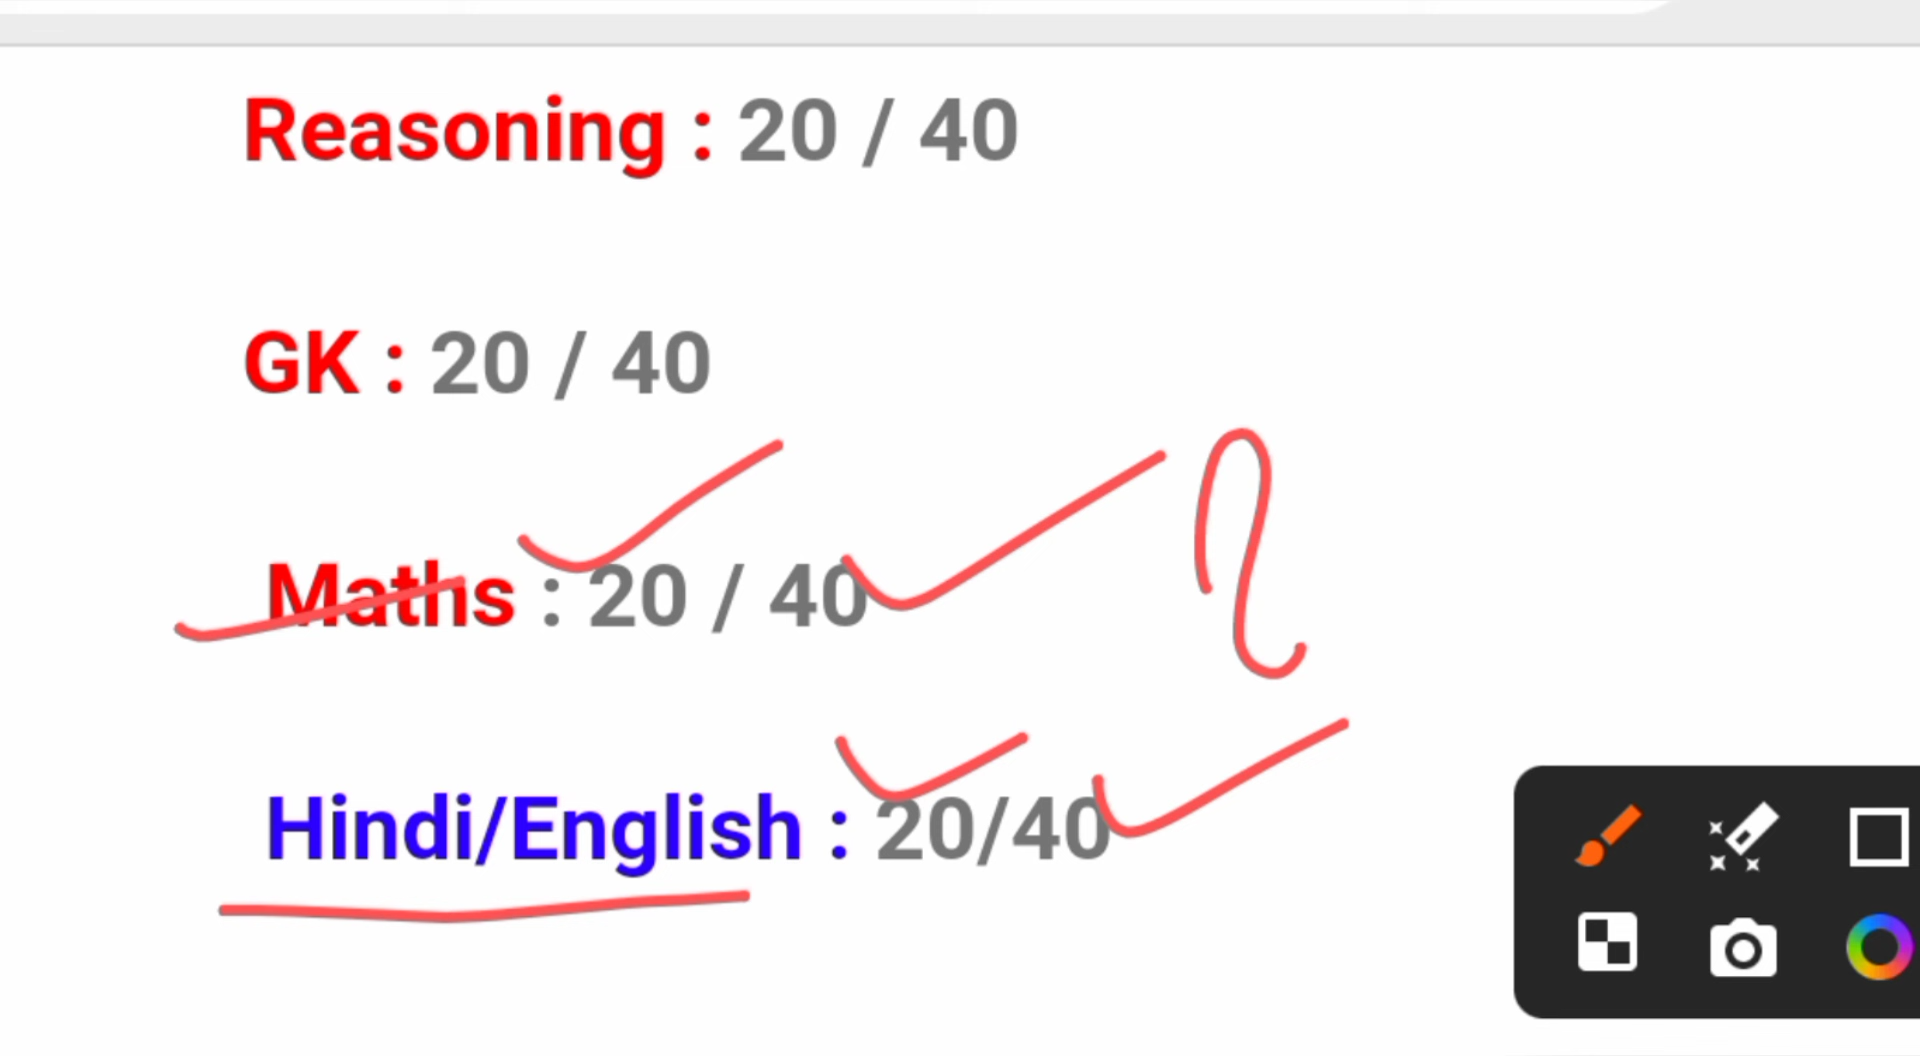 Reasoning : 20 / 40
GK : 20 / 40
Maths : 20 / 40
Hindi/English : 20/40